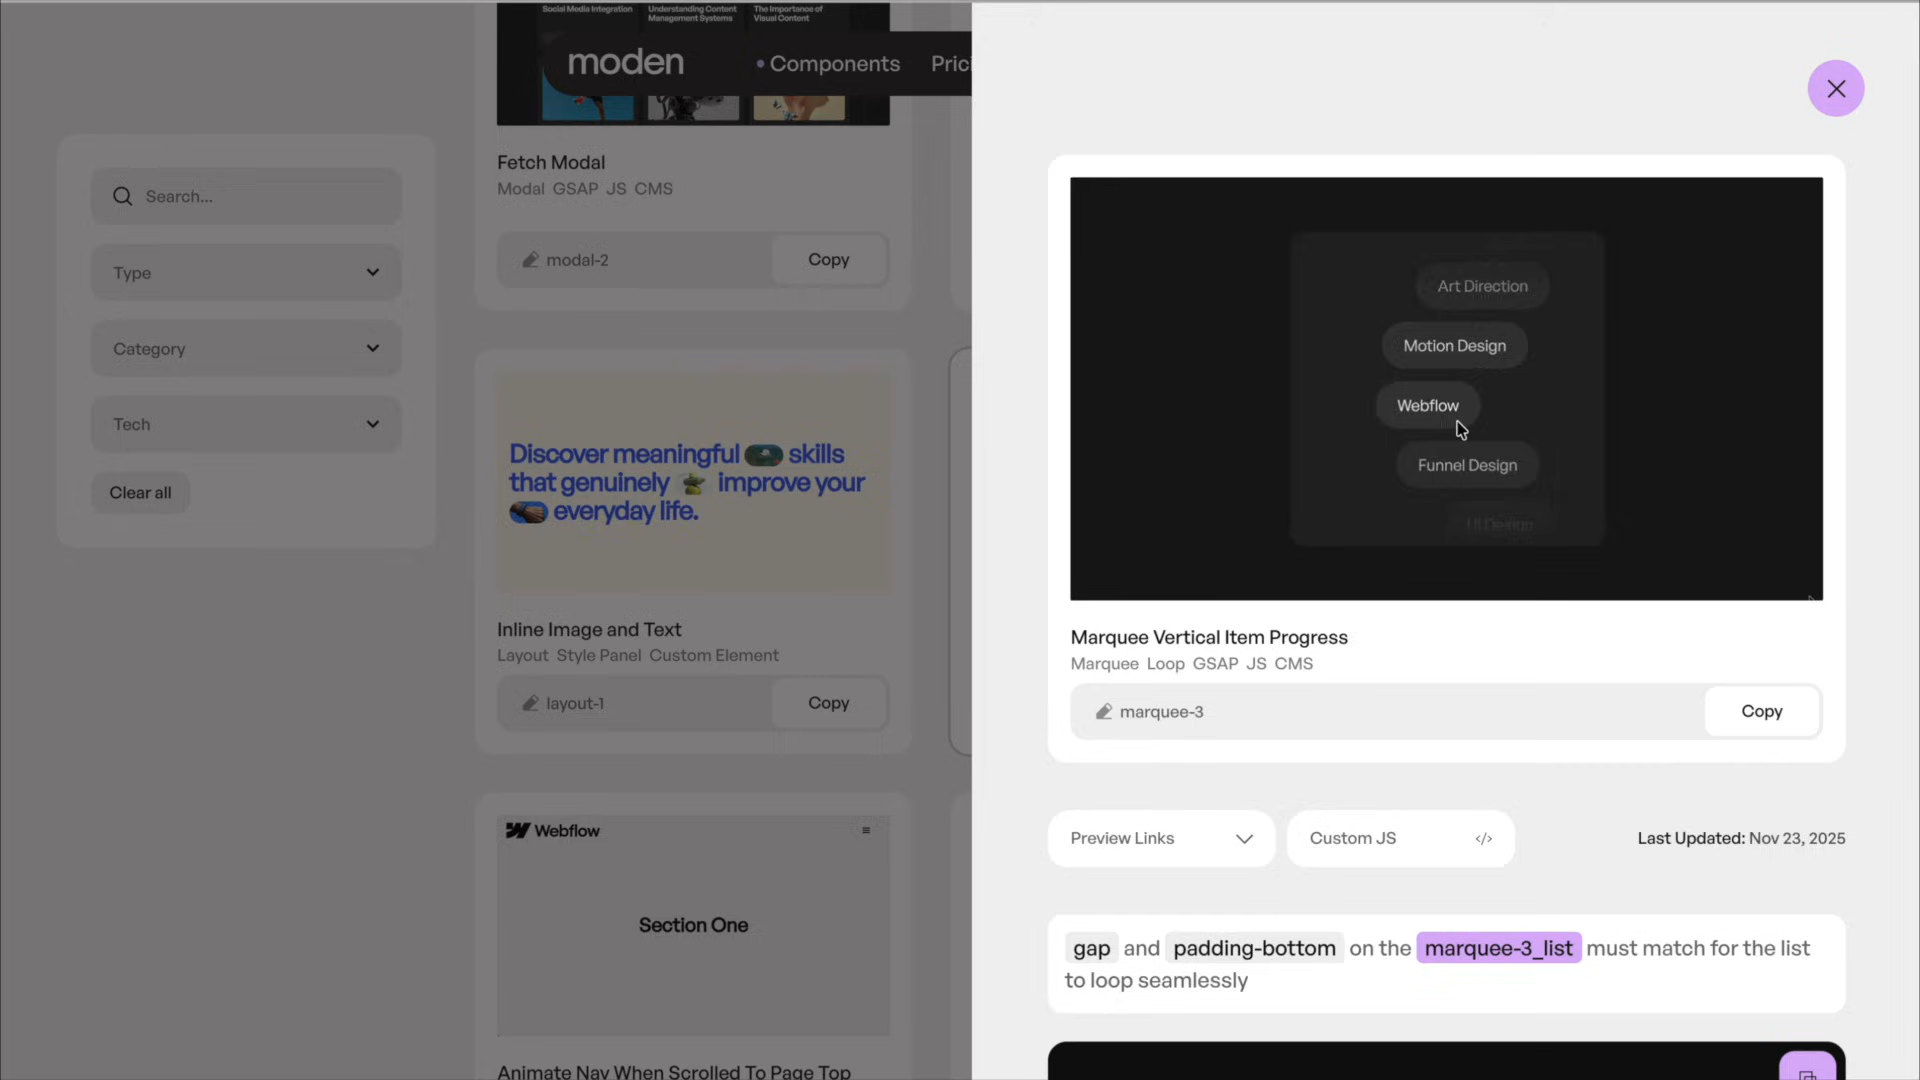 Social Media Integration
Understanding Content
Management Systems
The Importance of
Visual Content
moden
Components
Prici
Search...
Type
Category
Tech
Clear all
Fetch Modal
Modal GSAP JS CMS
modal-2
Copy
Discover meaningful skills
that genuinely improve your
everyday life.
Inline Image and Text
Layout Style Panel Custom Element
layout-1
Copy
Webflow
Section One
Animate Nav When Scrolled To Page Top
Art Direction
Motion Design
Webflow
Funnel Design
UI Design
Marquee Vertical Item Progress
Marquee Loop GSAP JS CMS
marquee-3
Copy
Preview Links
Custom JS </>
Last Updated: Nov 23, 2025
gap and padding-bottom on the marquee-3_list must match for the list
to loop seamlessly